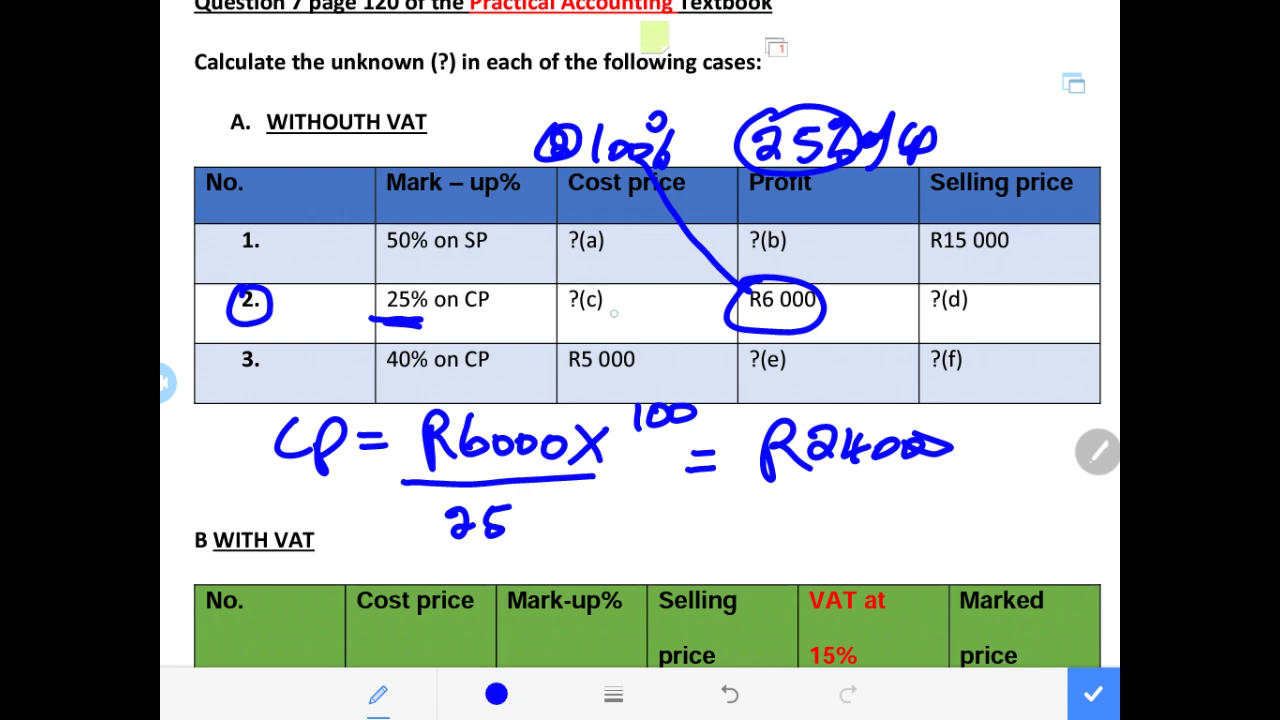 Question 7 page 120 of the Practical Accounting Textbook
1
Calculate the unknown (?) in each of the following cases:
A. WITHOUTH VAT
100% 25% of CP
No. Mark – up% Cost price Profit Selling price
1. 50% on SP ?(a) ?(b) R15 000
2. 25% on CP ?(c) R6 000 ?(d)
3. 40% on CP R5 000 ?(e) ?(f)
CP = R6000 X 100 = R24000
25
B WITH VAT
No. Cost price Mark-up% Selling VAT at Marked
price 15% price